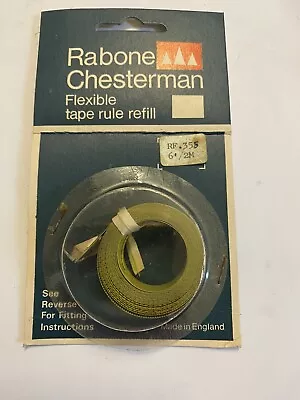 Rabone
Chesterman
Flexible
tape rule refill
RF.355
6'/2M
See
Reverse
For Fitting
Instructions
Made in England